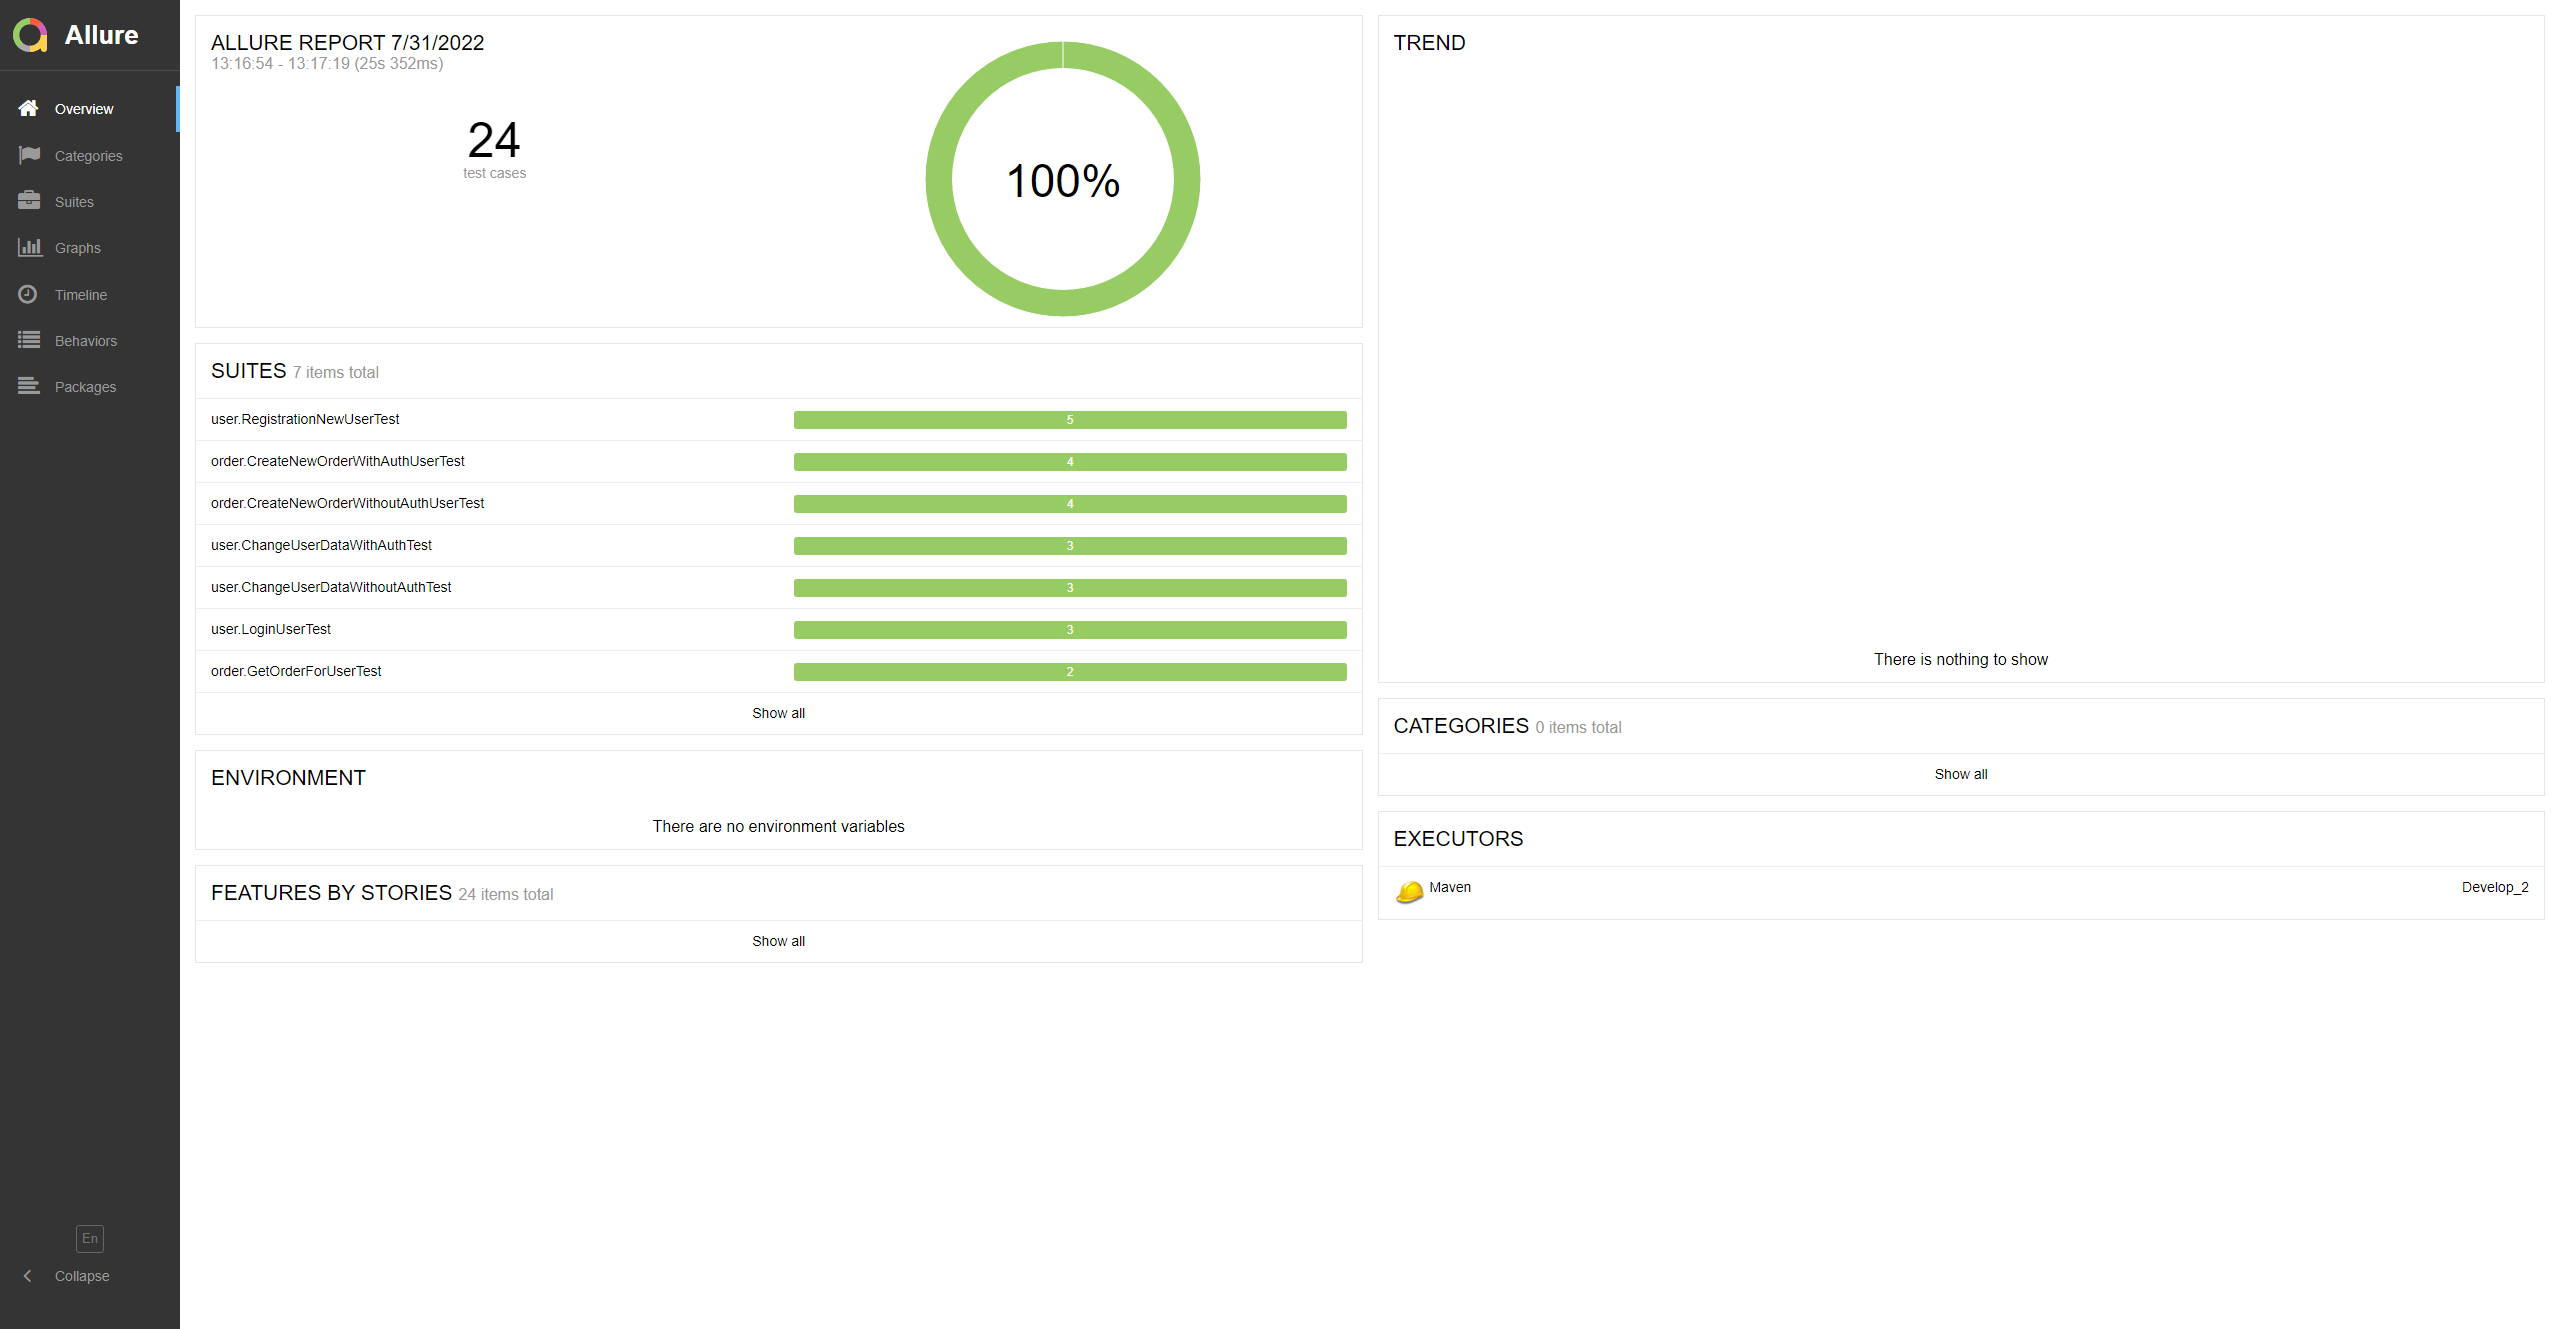 Allure
Overview
Categories
Suites
Graphs
Timeline
Behaviors
Packages
En
Collapse
ALLURE REPORT 7/31/2022
13:16:54 - 13:17:19 (25s 352ms)
24
test cases
100%
SUITES 7 items total
user.RegistrationNewUserTest 5
order.CreateNewOrderWithAuthUserTest 4
order.CreateNewOrderWithoutAuthUserTest 4
user.ChangeUserDataWithAuthTest 3
user.ChangeUserDataWithoutAuthTest 3
user.LoginUserTest 3
order.GetOrderForUserTest 2
Show all
ENVIRONMENT
There are no environment variables
FEATURES BY STORIES 24 items total
Show all
TREND
There is nothing to show
CATEGORIES 0 items total
Show all
EXECUTORS
Maven Develop_2